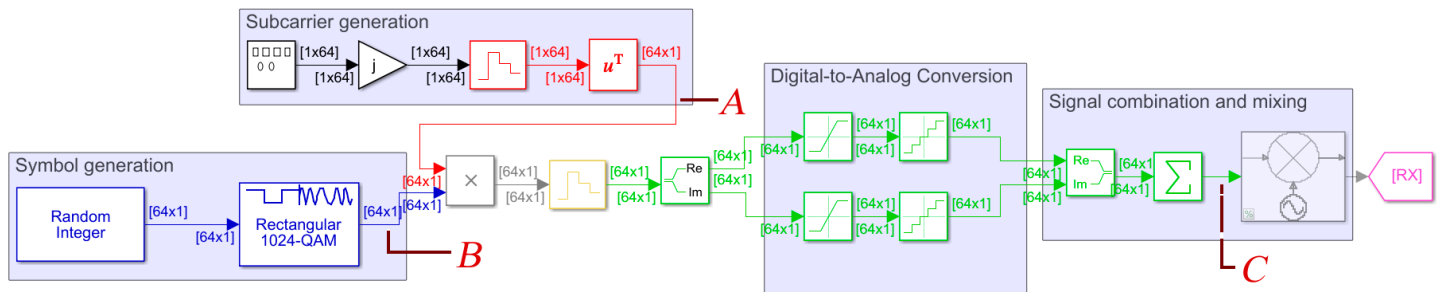 Subcarrier generation
[1x64]
[1x64]
j
[1x64]
[1x64]
[1x64]
[1x64]
uT
[64x1]
A
Symbol generation
Random
Integer
[64x1]
[64x1]
Rectangular
1024-QAM
[64x1]
[64x1]
[64x1]
B
×
[64x1]
[64x1]
[64x1]
[64x1]
Re
Im
[64x1]
[64x1]
Digital-to-Analog Conversion
[64x1]
[64x1]
[64x1]
[64x1]
[64x1]
[64x1]
[64x1]
[64x1]
[64x1]
[64x1]
Signal combination and mixing
[64x1]
[64x1]
Re
Im
[64x1
[64x1]
Σ
C
%
[RX]